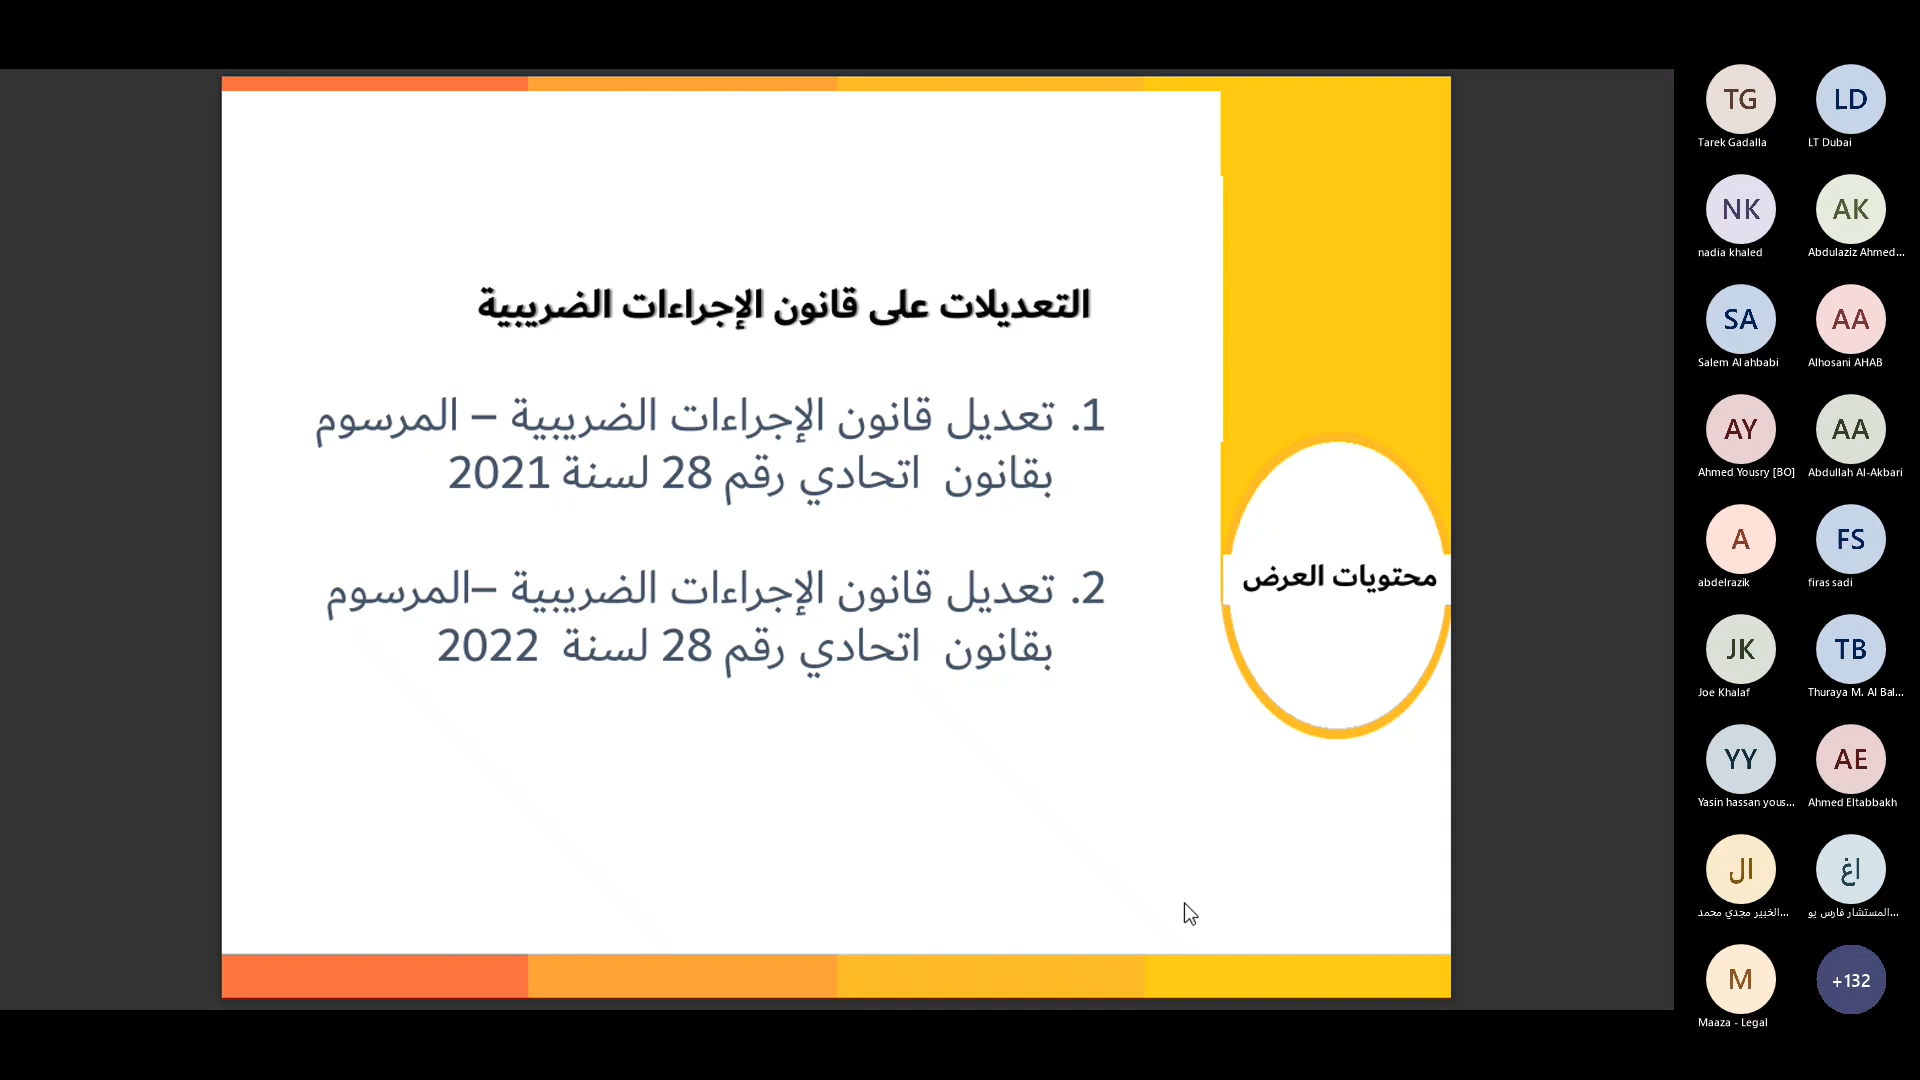 التعديلات على قانون الإجراءات الضريبية
1. تعديل قانون الإجراءات الضريبية – المرسوم
بقانون اتحادي رقم 28 لسنة 2021
2. تعديل قانون الإجراءات الضريبية –المرسوم
بقانون اتحادي رقم 28 لسنة 2022
محتويات العرض
TG
Tarek Gadalla
LD
LT Dubai
NK
nadia khaled
AK
Abdulaziz Ahmed...
SA
Salem Al ahbabi
AA
Alhosani AHAB
AY
Ahmed Yousry [BO]
AA
Abdullah Al-Akbari
A
abdelrazik
FS
firas sadi
JK
Joe Khalaf
TB
Thuraya M. Al Bal...
YY
Yasin hassan yous...
AE
Ahmed Eltabbakh
ال
الخبير مجدي محمد...
اغ
المستشار فارس يو...
M
Maaza - Legal
+132